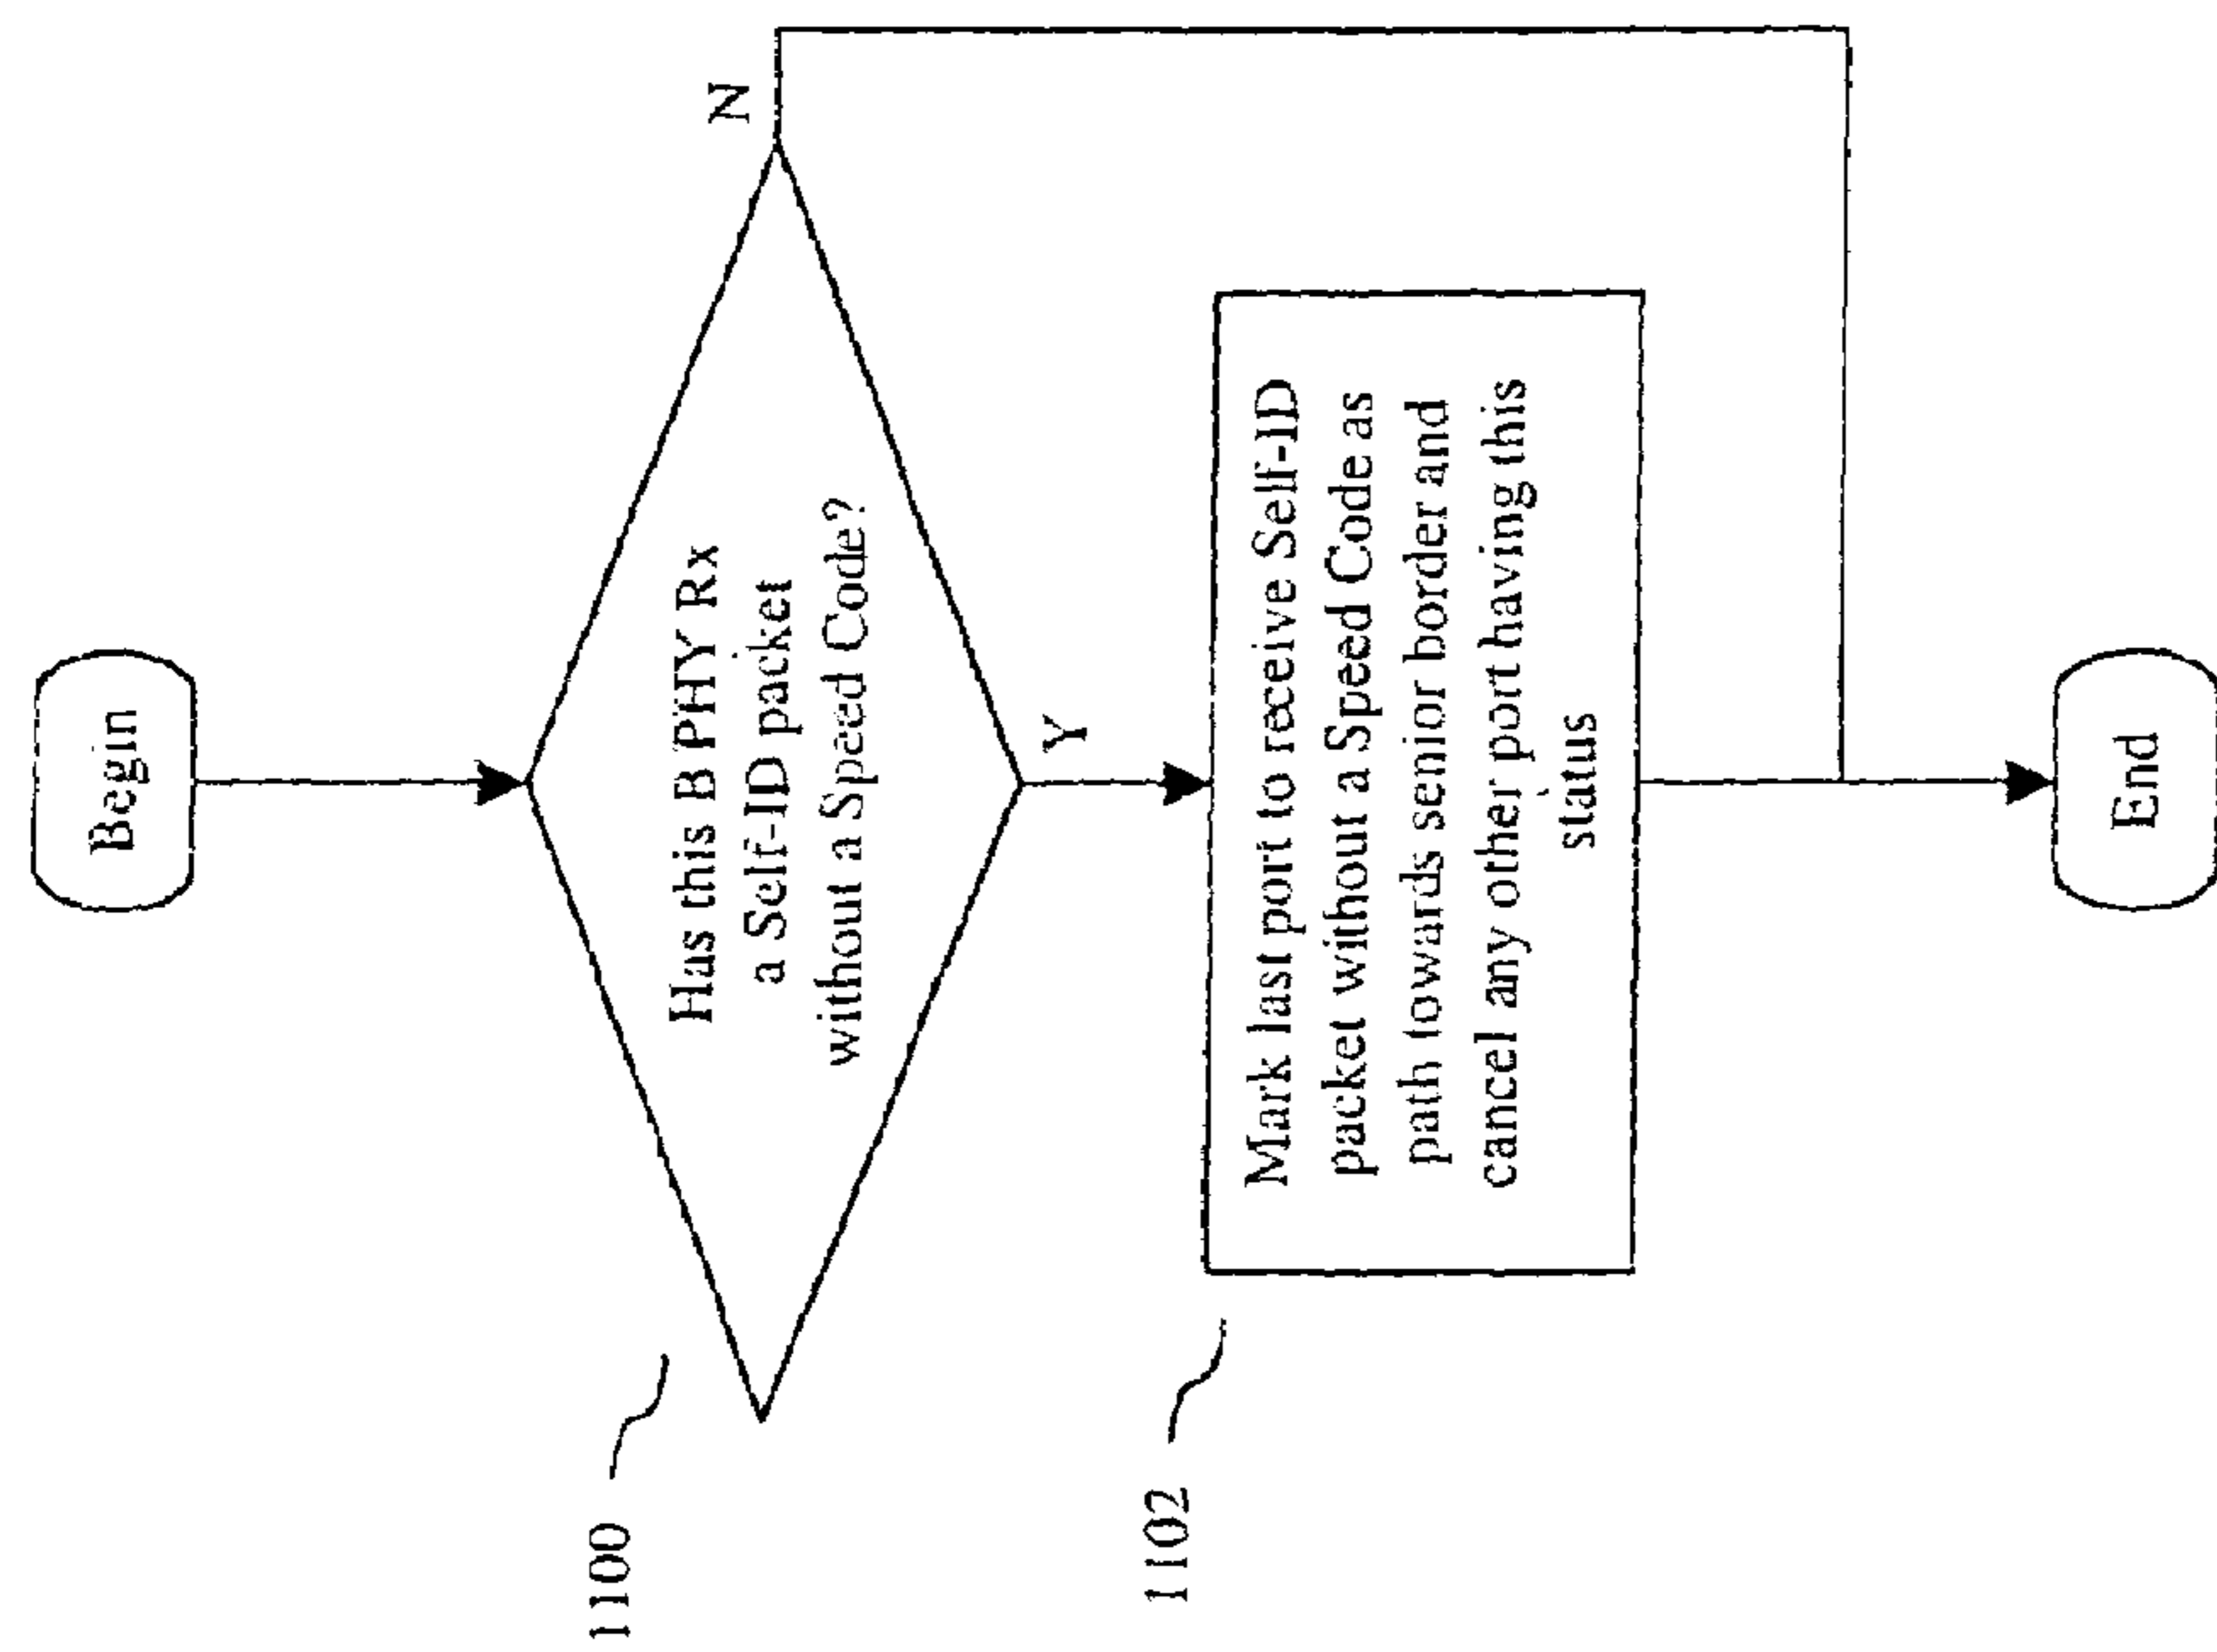 Begin
1100
Has this B PHY Rx
a Self-ID packet
without a Speed Code?
N
Y
1102
Mark last port to receive Self-ID
packet without a Speed Code as
path towards senior border and
cancel any other port having this
status
End